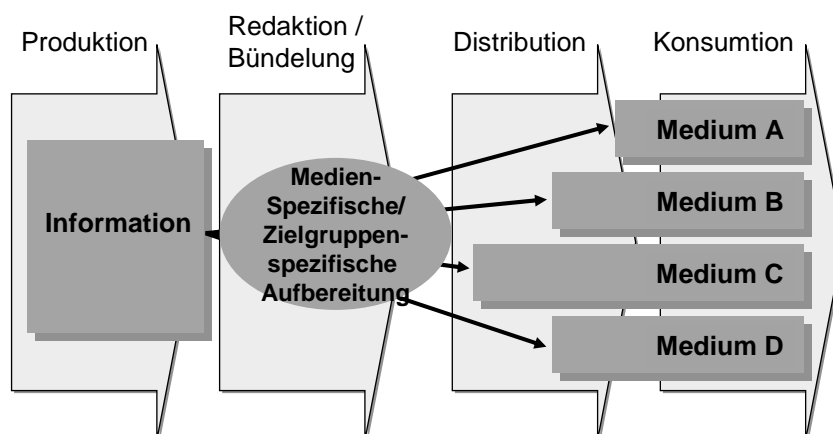 Produktion
Redaktion /
Bündelung
Distribution
Konsumtion
Information
Medien-
Spezifische/
Zielgruppen-
spezifische
Aufbereitung
Medium A
Medium B
Medium C
Medium D